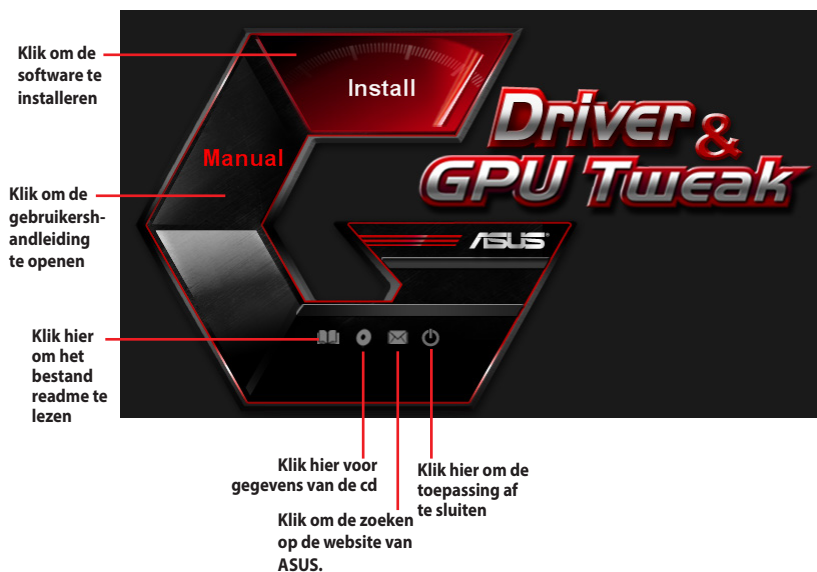 Klik om de
software te
installeren
Install
Driver &
GPU Tweak
Manual
Klik om de
gebruikersh-
andleiding
te openen
ASUS
Klik hier
om het
bestand
readme te
lezen
Klik hier voor
gegevens van de cd
Klik hier om de
toepassing af
te sluiten
Klik om de zoeken
op de website van
ASUS.